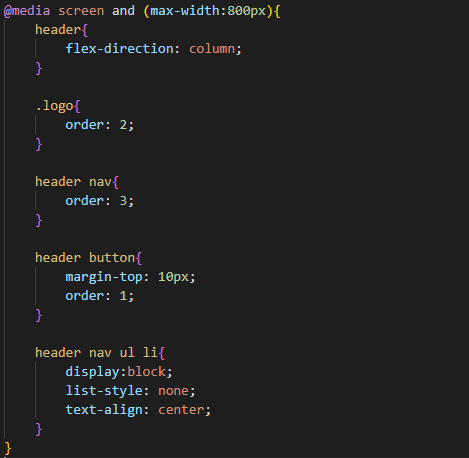 @media screen and (max-width:800px){
header{
flex-direction: column;
}
.logo{
order: 2;
}
header nav{
order: 3;
}
header button{
margin-top: 10px;
order: 1;
}
header nav ul li{
display:block;
list-style: none;
text-align: center;
}
}